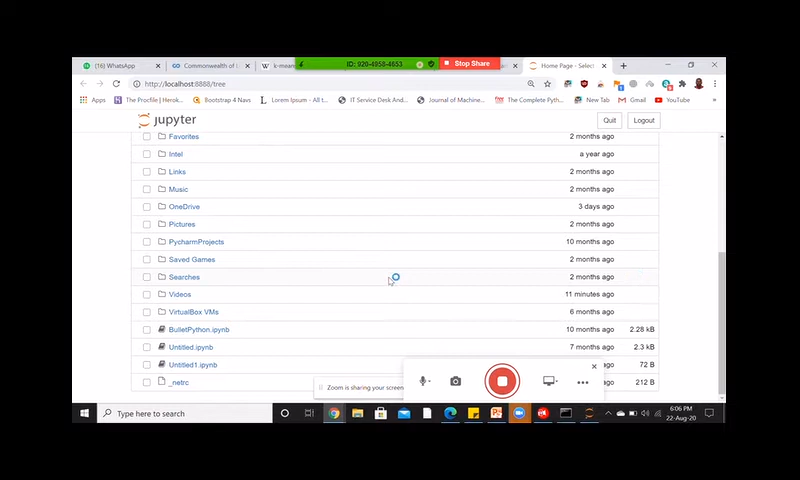 (16) WhatsApp
Commonwealth of
k-mean
ID: 920-4958-4653
Stop Share
Home Page - Select
http://localhost:8888/tree
Apps
The Procfile | Herok...
Bootstrap 4 Navs
Lorem Ipsum - All t...
IT Service Desk And...
Journal of Machine...
The Complete Pyth...
New Tab
Gmail
YouTube
jupyter
Quit
Logout
Favorites 2 months ago
Intel a year ago
Links 2 months ago
Music 2 months ago
OneDrive 3 days ago
Pictures 2 months ago
PycharmProjects 10 months ago
Saved Games 2 months ago
Searches 2 months ago
Videos 11 minutes ago
VirtualBox VMs 6 months ago
BulletPython.ipynb 10 months ago 2.28 kB
Untitled.ipynb 7 months ago 2.3 kB
Untitled1.ipynb 72 B
_netrc 212 B
Zoom is sharing your screen
Type here to search
6:06 PM
22-Aug-20